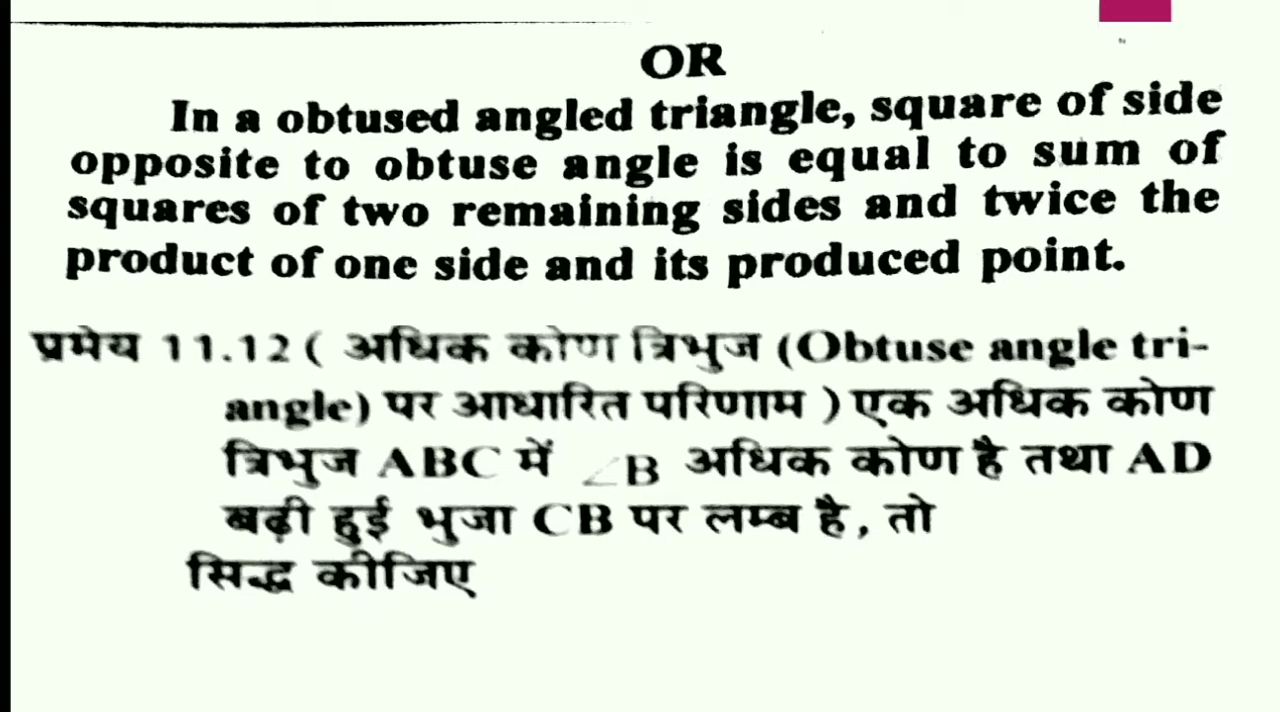 OR
In a obtused angled triangle, square of side
opposite to obtuse angle is equal to sum of
squares of two remaining sides and twice the
product of one side and its produced point.
प्रमेय 11.12 ( अधिक कोण त्रिभुज (Obtuse angle tri-
angle) पर आधारित परिणाम ) एक अधिक कोण
त्रिभुज ABC में ∠B अधिक कोण है तथा AD
बढ़ी हुई भुजा CB पर लम्ब है, तो
सिद्ध कीजिए